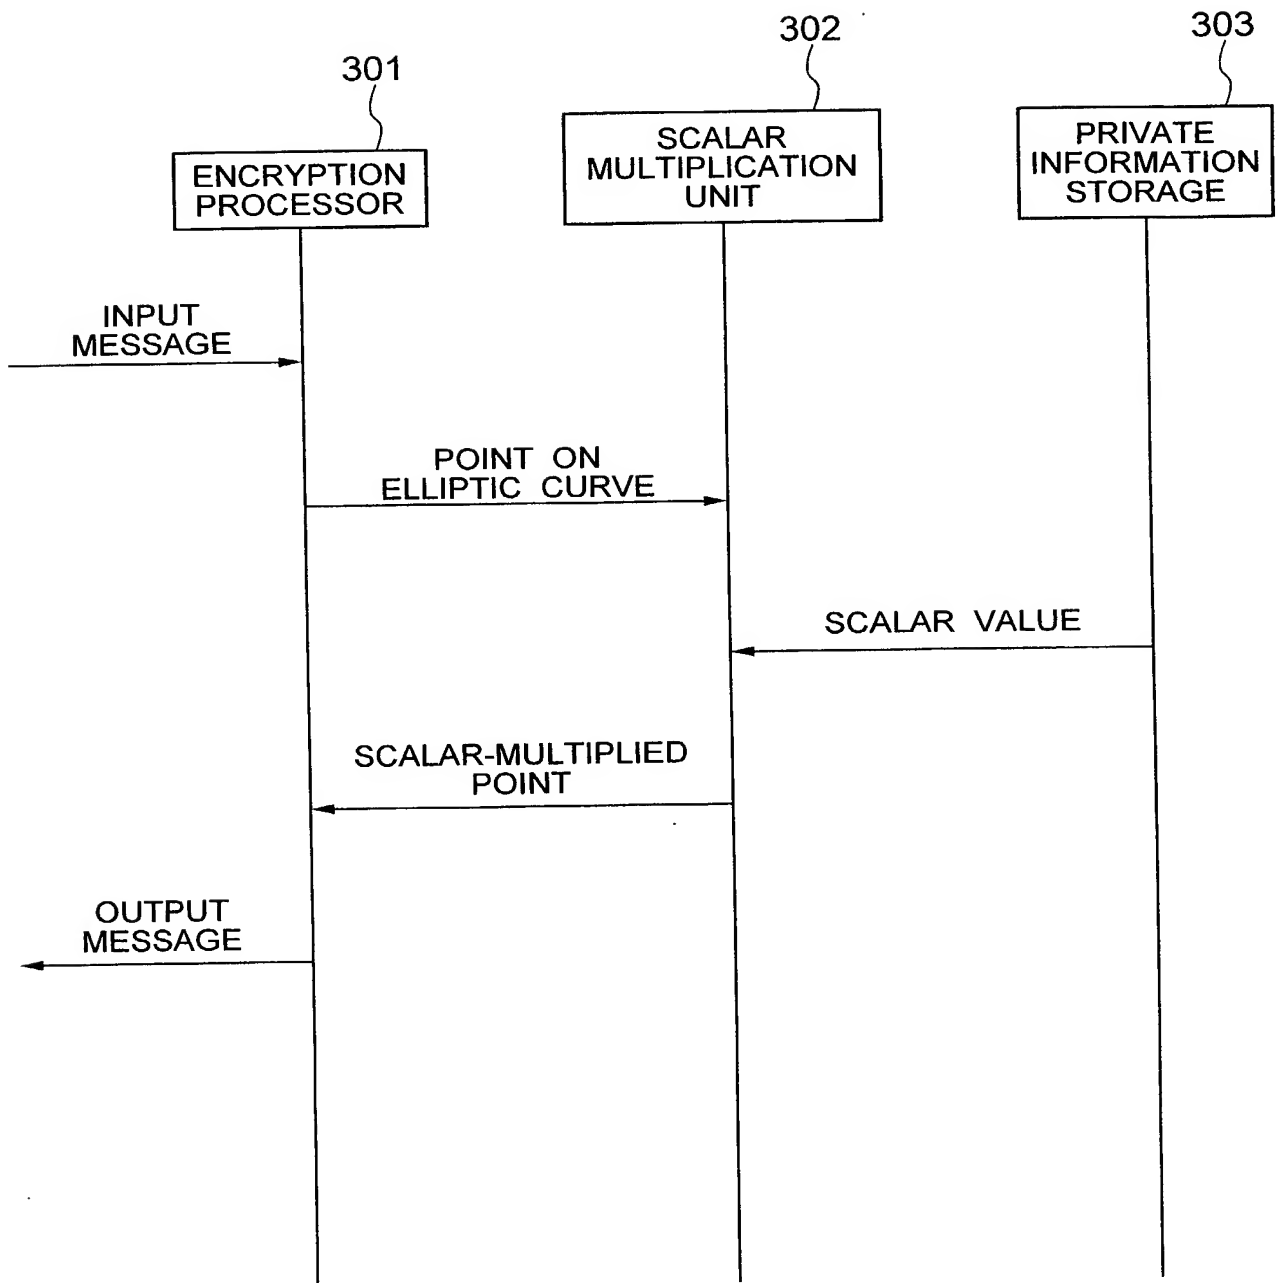 301
302
303
ENCRYPTION
PROCESSOR
SCALAR
MULTIPLICATION
UNIT
PRIVATE
INFORMATION
STORAGE
INPUT
MESSAGE
POINT ON
ELLIPTIC CURVE
SCALAR VALUE
SCALAR-MULTIPLIED
POINT
OUTPUT
MESSAGE